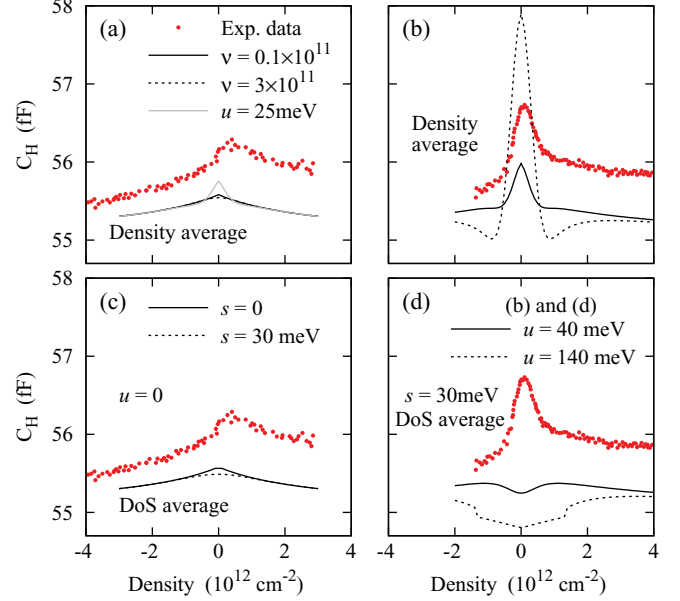 58
57
56
55
C_H (fF)
(a)
Exp. data
ν = 0.1×10^11
ν = 3×10^11
u = 25meV
Density average
(b)
Density
average
58
57
56
55
C_H (fF)
(c)
s = 0
s = 30 meV
u = 0
DoS average
-4 -2 0 2 4
Density (10^12 cm^-2)
(d)
(b) and (d)
u = 40 meV
u = 140 meV
s = 30meV
DoS average
-2 0 2 4
Density (10^12 cm^-2)